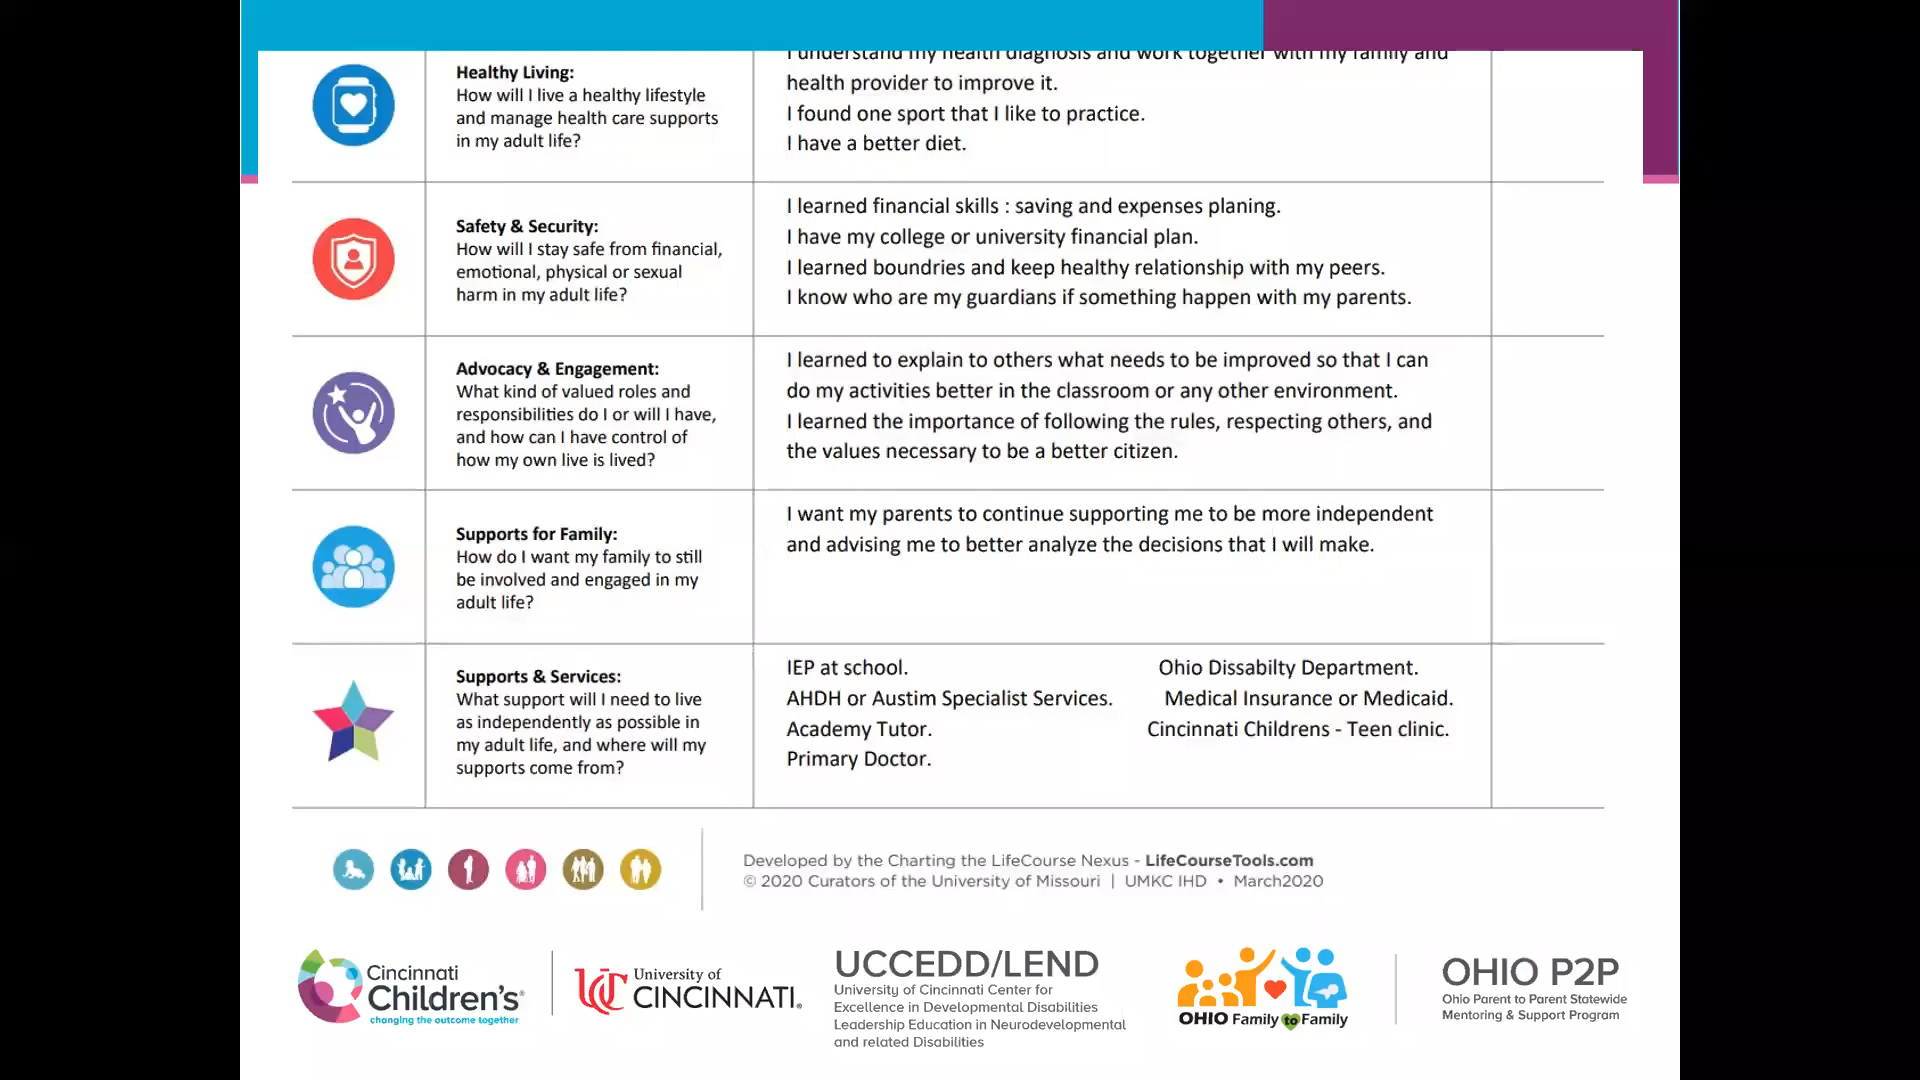 Healthy Living:
How will I live a healthy lifestyle
and manage health care supports
in my adult life?
I understand my health diagnosis and work together with my family and
health provider to improve it.
I found one sport that I like to practice.
I have a better diet.
Safety & Security:
How will I stay safe from financial,
emotional, physical or sexual
harm in my adult life?
I learned financial skills : saving and expenses planing.
I have my college or university financial plan.
I learned boundries and keep healthy relationship with my peers.
I know who are my guardians if something happen with my parents.
Advocacy & Engagement:
What kind of valued roles and
responsibilities do I or will I have,
and how can I have control of
how my own live is lived?
I learned to explain to others what needs to be improved so that I can
do my activities better in the classroom or any other environment.
I learned the importance of following the rules, respecting others, and
the values necessary to be a better citizen.
Supports for Family:
How do I want my family to still
be involved and engaged in my
adult life?
I want my parents to continue supporting me to be more independent
and advising me to better analyze the decisions that I will make.
Supports & Services:
What support will I need to live
as independently as possible in
my adult life, and where will my
supports come from?
IEP at school. Ohio Dissabilty Department.
AHDH or Austim Specialist Services. Medical Insurance or Medicaid.
Academy Tutor. Cincinnati Childrens - Teen clinic.
Primary Doctor.
Developed by the Charting the LifeCourse Nexus - LifeCourseTools.com
© 2020 Curators of the University of Missouri | UMKC IHD • March2020
Cincinnati
Children's®
changing the outcome together
UC
University of
CINCINNATI®
UCCEDD/LEND
University of Cincinnati Center for
Excellence in Developmental Disabilities
Leadership Education in Neurodevelopmental
and related Disabilities
OHIO Family to Family
OHIO P2P
Ohio Parent to Parent Statewide
Mentoring & Support Program